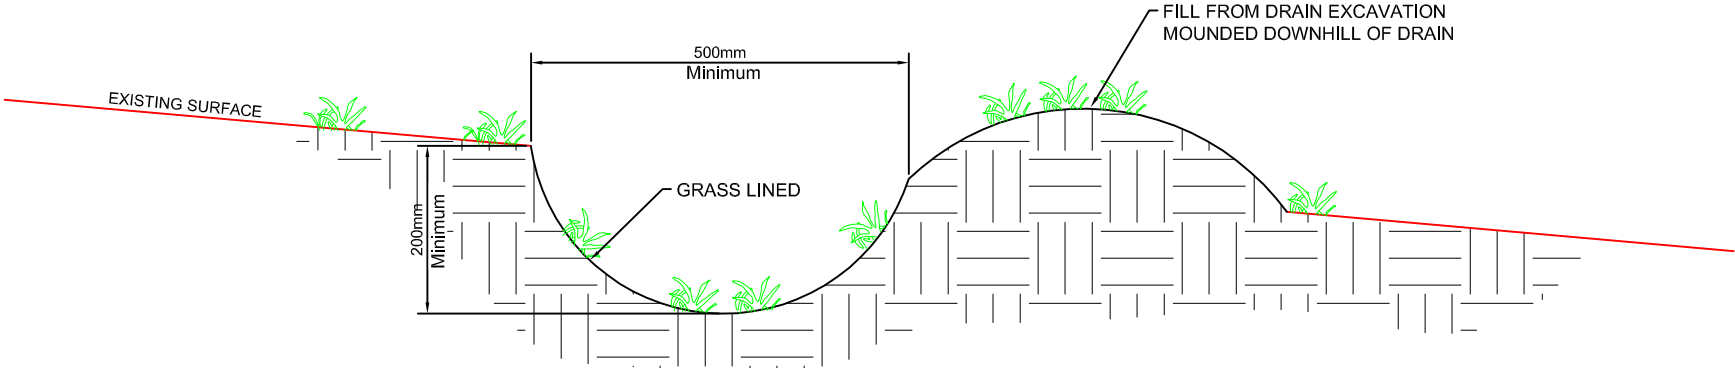 FILL FROM DRAIN EXCAVATION
MOUNDED DOWNHILL OF DRAIN
500mm
Minimum
EXISTING SURFACE
GRASS LINED
200mm
Minimum